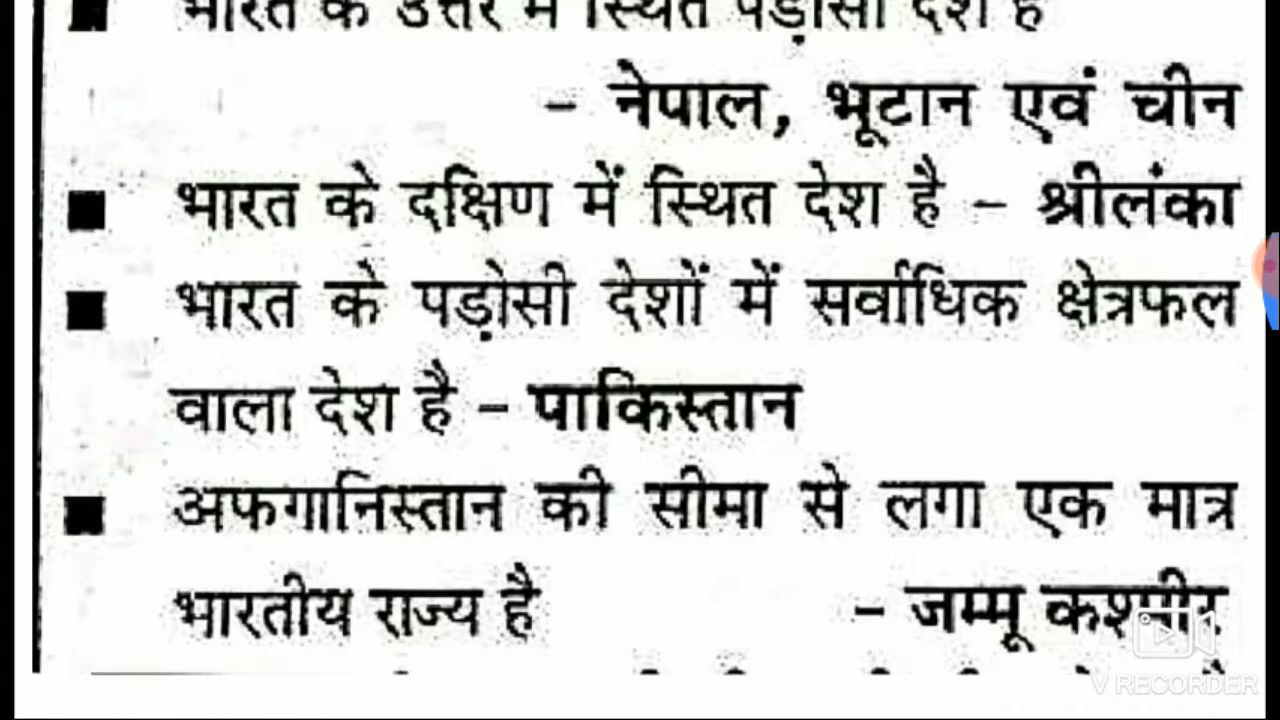 भारत के उत्तर में स्थित पड़ोसी देश है
- नेपाल, भूटान एवं चीन
■ भारत के दक्षिण में स्थित देश है - श्रीलंका
■ भारत के पड़ोसी देशों में सर्वाधिक क्षेत्रफल
वाला देश है - पाकिस्तान
■ अफगानिस्तान की सीमा से लगा एक मात्र
भारतीय राज्य है - जम्मू कश्मीर
V RECORDER